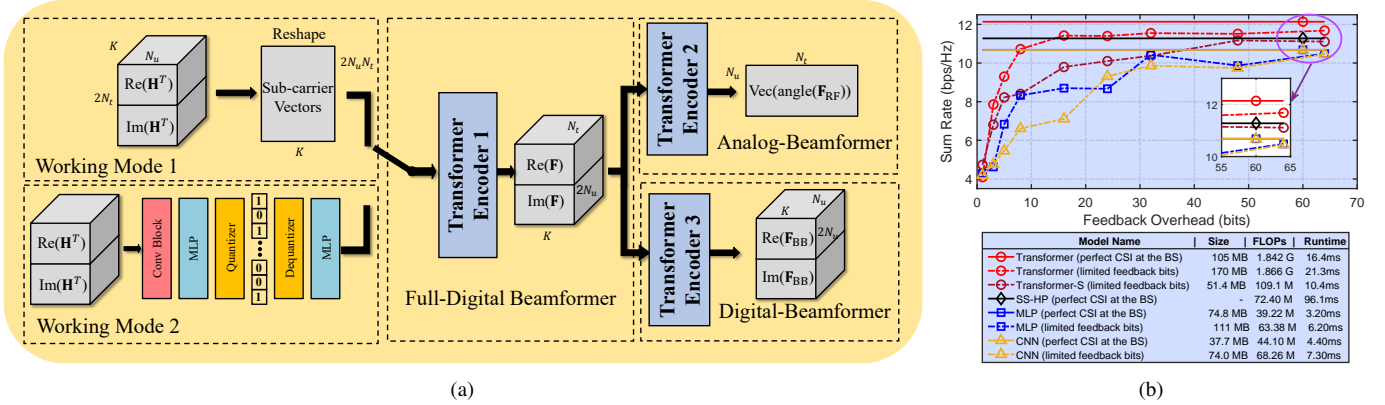 K
N_u
2N_t
Re(H^T)
Im(H^T)
Working Mode 1
Reshape
2N_uN_t
Sub-carrier
Vectors
K
Re(H^T)
Im(H^T)
Conv Block
MLP
Quantizer
1
0
1
0
0
1
Dequantizer
MLP
Working Mode 2
Transformer
Encoder 1
N_t
Re(F)
Im(F)
2N_u
K
Full-Digital Beamformer
Transformer
Encoder 2
N_t
N_u
Vec(angle(F_RF))
Analog-Beamformer
Transformer
Encoder 3
N_u
K
Re(F_BB)
2N_u
Im(F_BB)
Digital-Beamformer
(a)
Sum Rate (bps/Hz)
12
10
8
6
4
12
10
55 60 65
0 10 20 30 40 50 60 70
Feedback Overhead (bits)
Model Name | Size | FLOPs | Runtime
Transformer (perfect CSI at the BS) 105 MB 1.842 G 16.4ms
Transformer (limited feedback bits) 170 MB 1.866 G 21.3ms
Transformer-S (limited feedback bits) 51.4 MB 109.1 M 10.4ms
SS-HP (perfect CSI at the BS) - 72.40 M 96.1ms
MLP (perfect CSI at the BS) 74.8 MB 39.22 M 3.20ms
MLP (limited feedback bits) 111 MB 63.38 M 6.20ms
CNN (perfect CSI at the BS) 37.7 MB 44.10 M 4.40ms
CNN (limited feedback bits) 74.0 MB 68.26 M 7.30ms
(b)